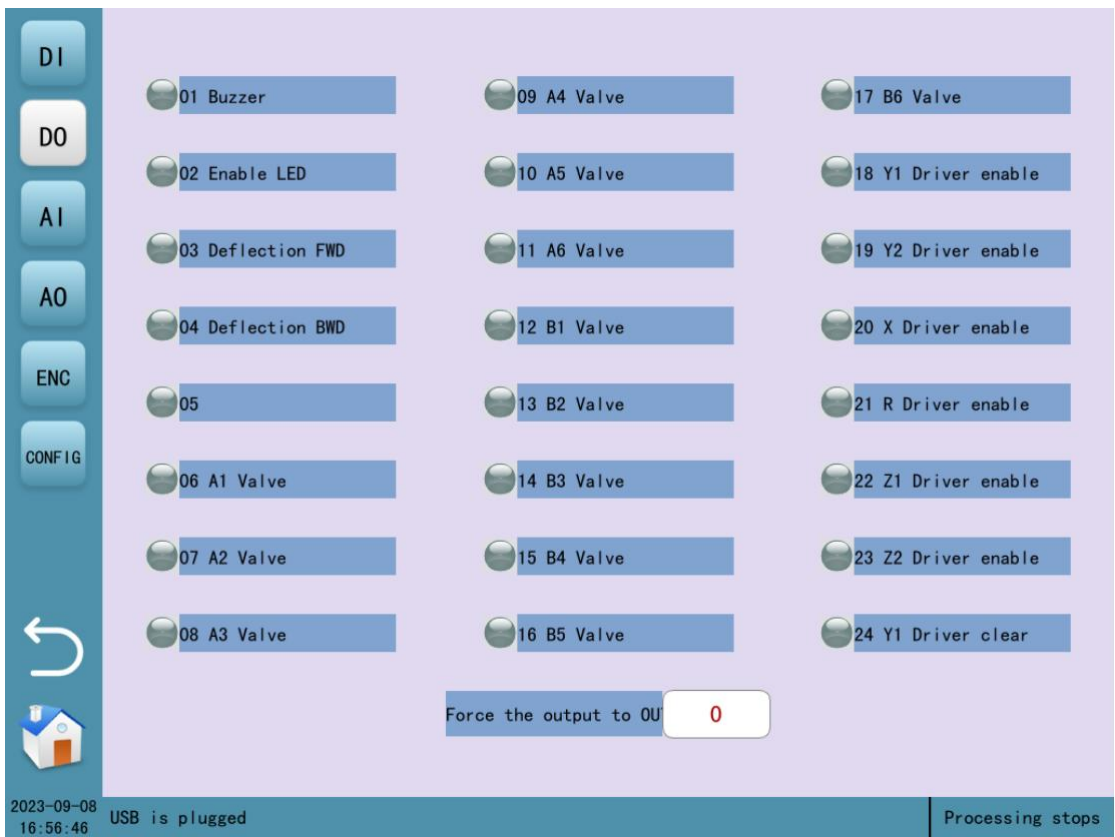 DI
DO
AI
AO
ENC
CONFIG
01 Buzzer
02 Enable LED
03 Deflection FWD
04 Deflection BWD
05
06 A1 Valve
07 A2 Valve
08 A3 Valve
09 A4 Valve
10 A5 Valve
11 A6 Valve
12 B1 Valve
13 B2 Valve
14 B3 Valve
15 B4 Valve
16 B5 Valve
17 B6 Valve
18 Y1 Driver enable
19 Y2 Driver enable
20 X Driver enable
21 R Driver enable
22 Z1 Driver enable
23 Z2 Driver enable
24 Y1 Driver clear
Force the output to OU 0
2023-09-08
16:56:46
USB is plugged
Processing stops